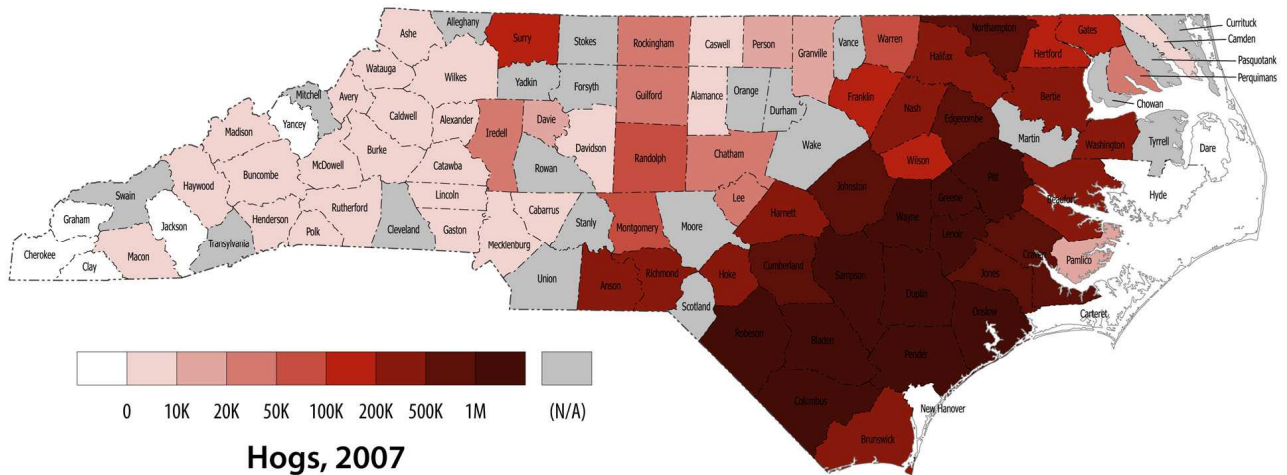 Ashe
Alleghany
Surry
Stokes
Rockingham
Caswell
Person
Granville
Vance
Warren
Northampton
Gates
Hertford
Halifax
Currituck
Camden
Pasquotank
Perquimans
Chowan
Watauga
Wilkes
Yadkin
Forsyth
Guilford
Alamance
Orange
Durham
Franklin
Nash
Edgecombe
Bertie
Martin
Washington
Tyrrell
Dare
Mitchell
Avery
Yancey
Caldwell
Alexander
Iredell
Davie
Davidson
Randolph
Chatham
Wake
Wilson
Madison
Burke
McDowell
Catawba
Rowan
Buncombe
Haywood
Swain
Graham
Jackson
Cherokee
Clay
Macon
Transylvania
Henderson
Polk
Rutherford
Cleveland
Lincoln
Gaston
Mecklenburg
Cabarrus
Stanly
Montgomery
Moore
Lee
Harnett
Johnston
Wayne
Greene
Pitt
Lenoir
Beaufort
Hyde
Craven
Pamlico
Jones
Carteret
Onslow
Duplin
Sampson
Cumberland
Hoke
Scotland
Richmond
Anson
Union
Robeson
Bladen
Pender
Columbus
New Hanover
Brunswick
0 10K 20K 50K 100K 200K 500K 1M (N/A)
Hogs, 2007